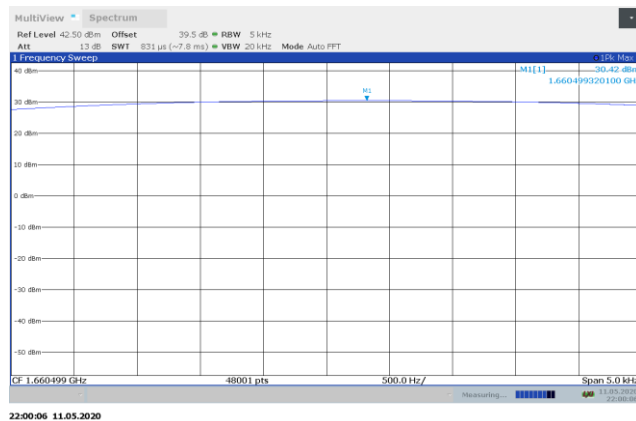 MultiView Spectrum
Ref Level 42.50 dBm Offset 39.5 dB RBW 5 kHz
Att 13 dB SWT 831 µs (~7.8 ms) VBW 20 kHz Mode Auto FFT
1 Frequency Sweep 1Pk Max
40 dBm M1[1] 30.42 dBm
1.660499320100 GH
M1
30 dBm
20 dBm
10 dBm
0 dBm
-10 dBm
-20 dBm
-30 dBm
-40 dBm
-50 dBm
CF 1.660499 GHz 48001 pts 500.0 Hz/ Span 5.0 kHz
Measuring... 11.05.2020
22:00:06
22:00:06 11.05.2020